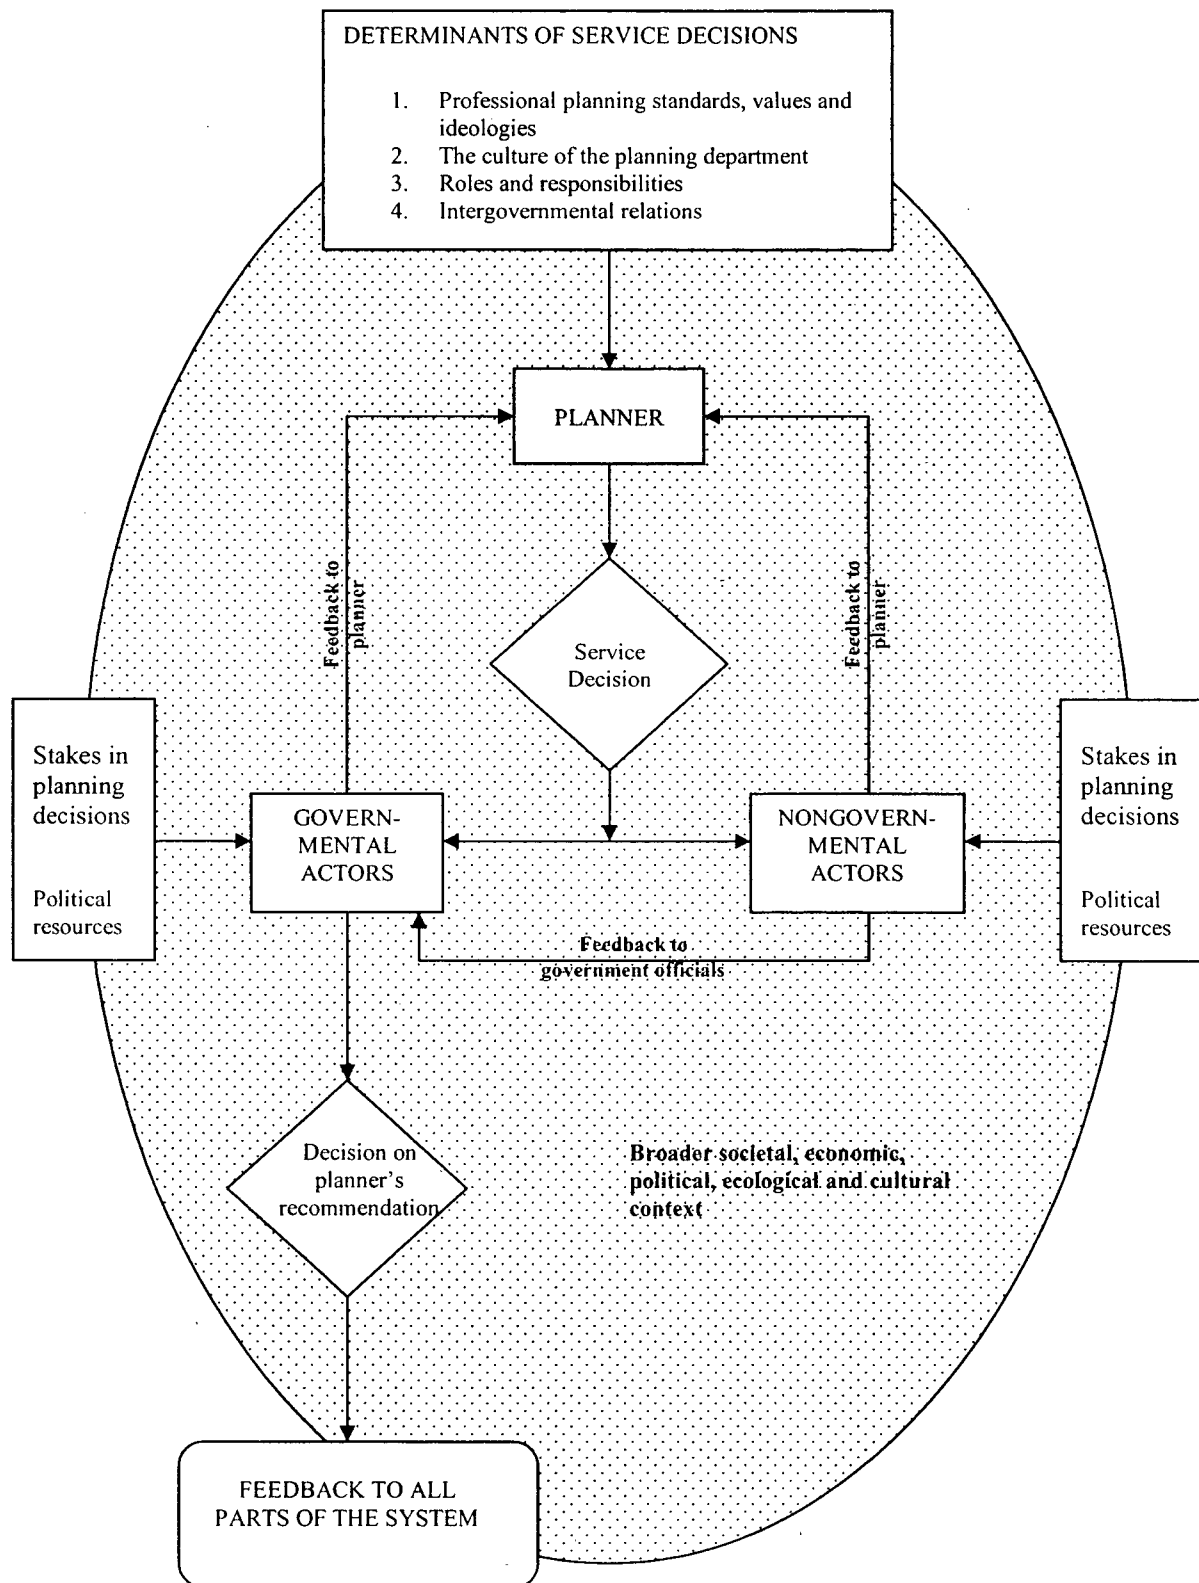 DETERMINANTS OF SERVICE DECISIONS
1. Professional planning standards, values and
ideologies
2. The culture of the planning department
3. Roles and responsibilities
4. Intergovernmental relations
PLANNER
Feedback to
planner
Feedback to
planner
Service
Decision
Stakes in
planning
decisions
Political
resources
GOVERN-
MENTAL
ACTORS
NONGOVERN-
MENTAL
ACTORS
Stakes in
planning
decisions
Political
resources
Feedback to
government officials
Decision on
planner's
recommendation
Broader societal, economic,
political, ecological and cultural
context
FEEDBACK TO ALL
PARTS OF THE SYSTEM